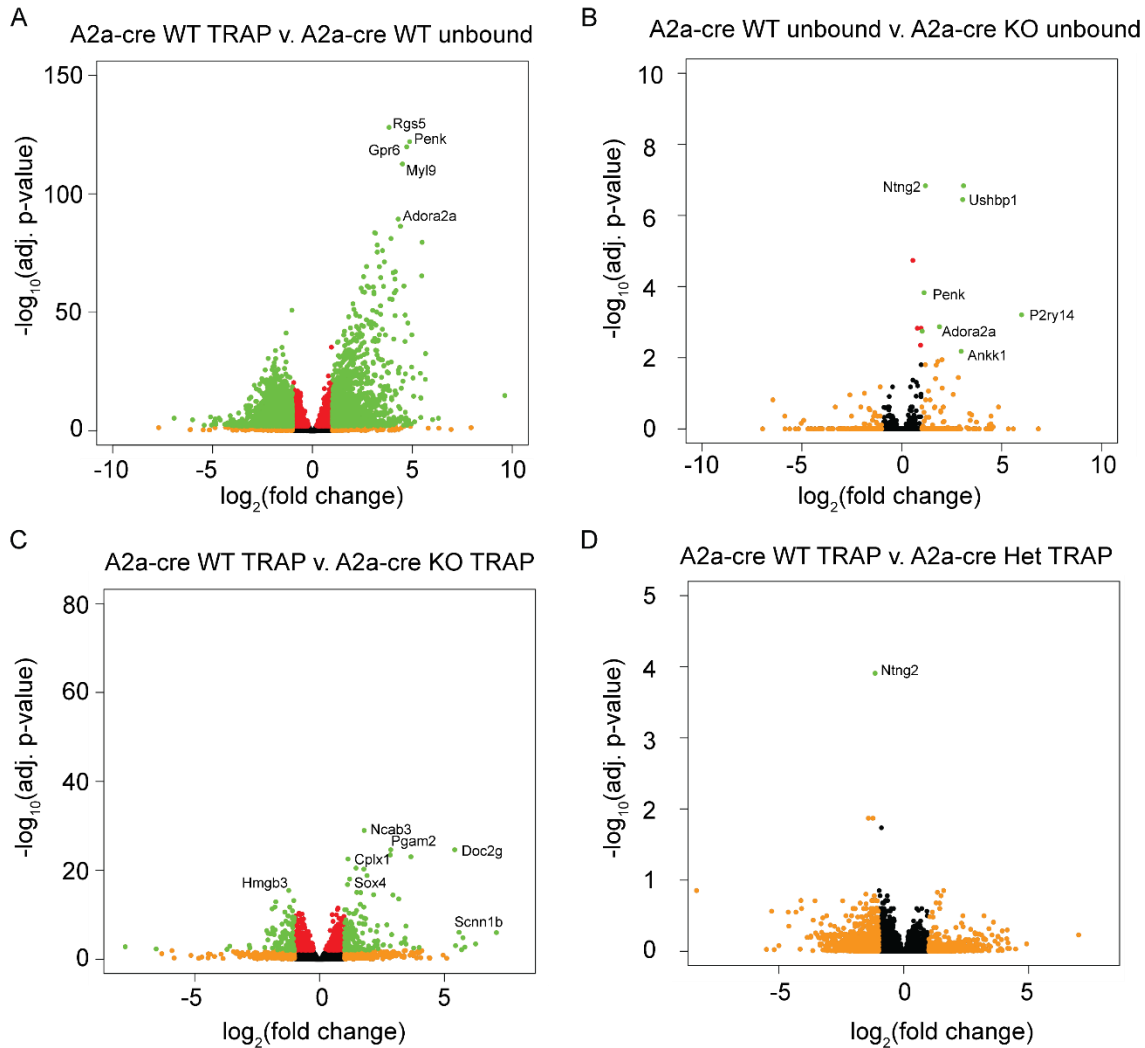 A
A2a-cre WT TRAP v. A2a-cre WT unbound
-log10(adj. p-value)
150
100
50
0
Rgs5
Penk
Gpr6
Myl9
Adora2a
-10
-5
0
5
10
log2(fold change)
B
A2a-cre WT unbound v. A2a-cre KO unbound
-log10(adj. p-value)
10
8
6
4
2
0
Ntng2
Ushbp1
Penk
P2ry14
Adora2a
Ankk1
-10
-5
0
5
10
log2(fold change)
C
A2a-cre WT TRAP v. A2a-cre KO TRAP
-log10(adj. p-value)
80
60
40
20
0
Ncab3
Pgam2
Cplx1
Doc2g
Hmgb3
Sox4
Scnn1b
-5
0
5
log2(fold change)
D
A2a-cre WT TRAP v. A2a-cre Het TRAP
-log10(adj. p-value)
5
4
3
2
1
0
Ntng2
-5
0
5
log2(fold change)